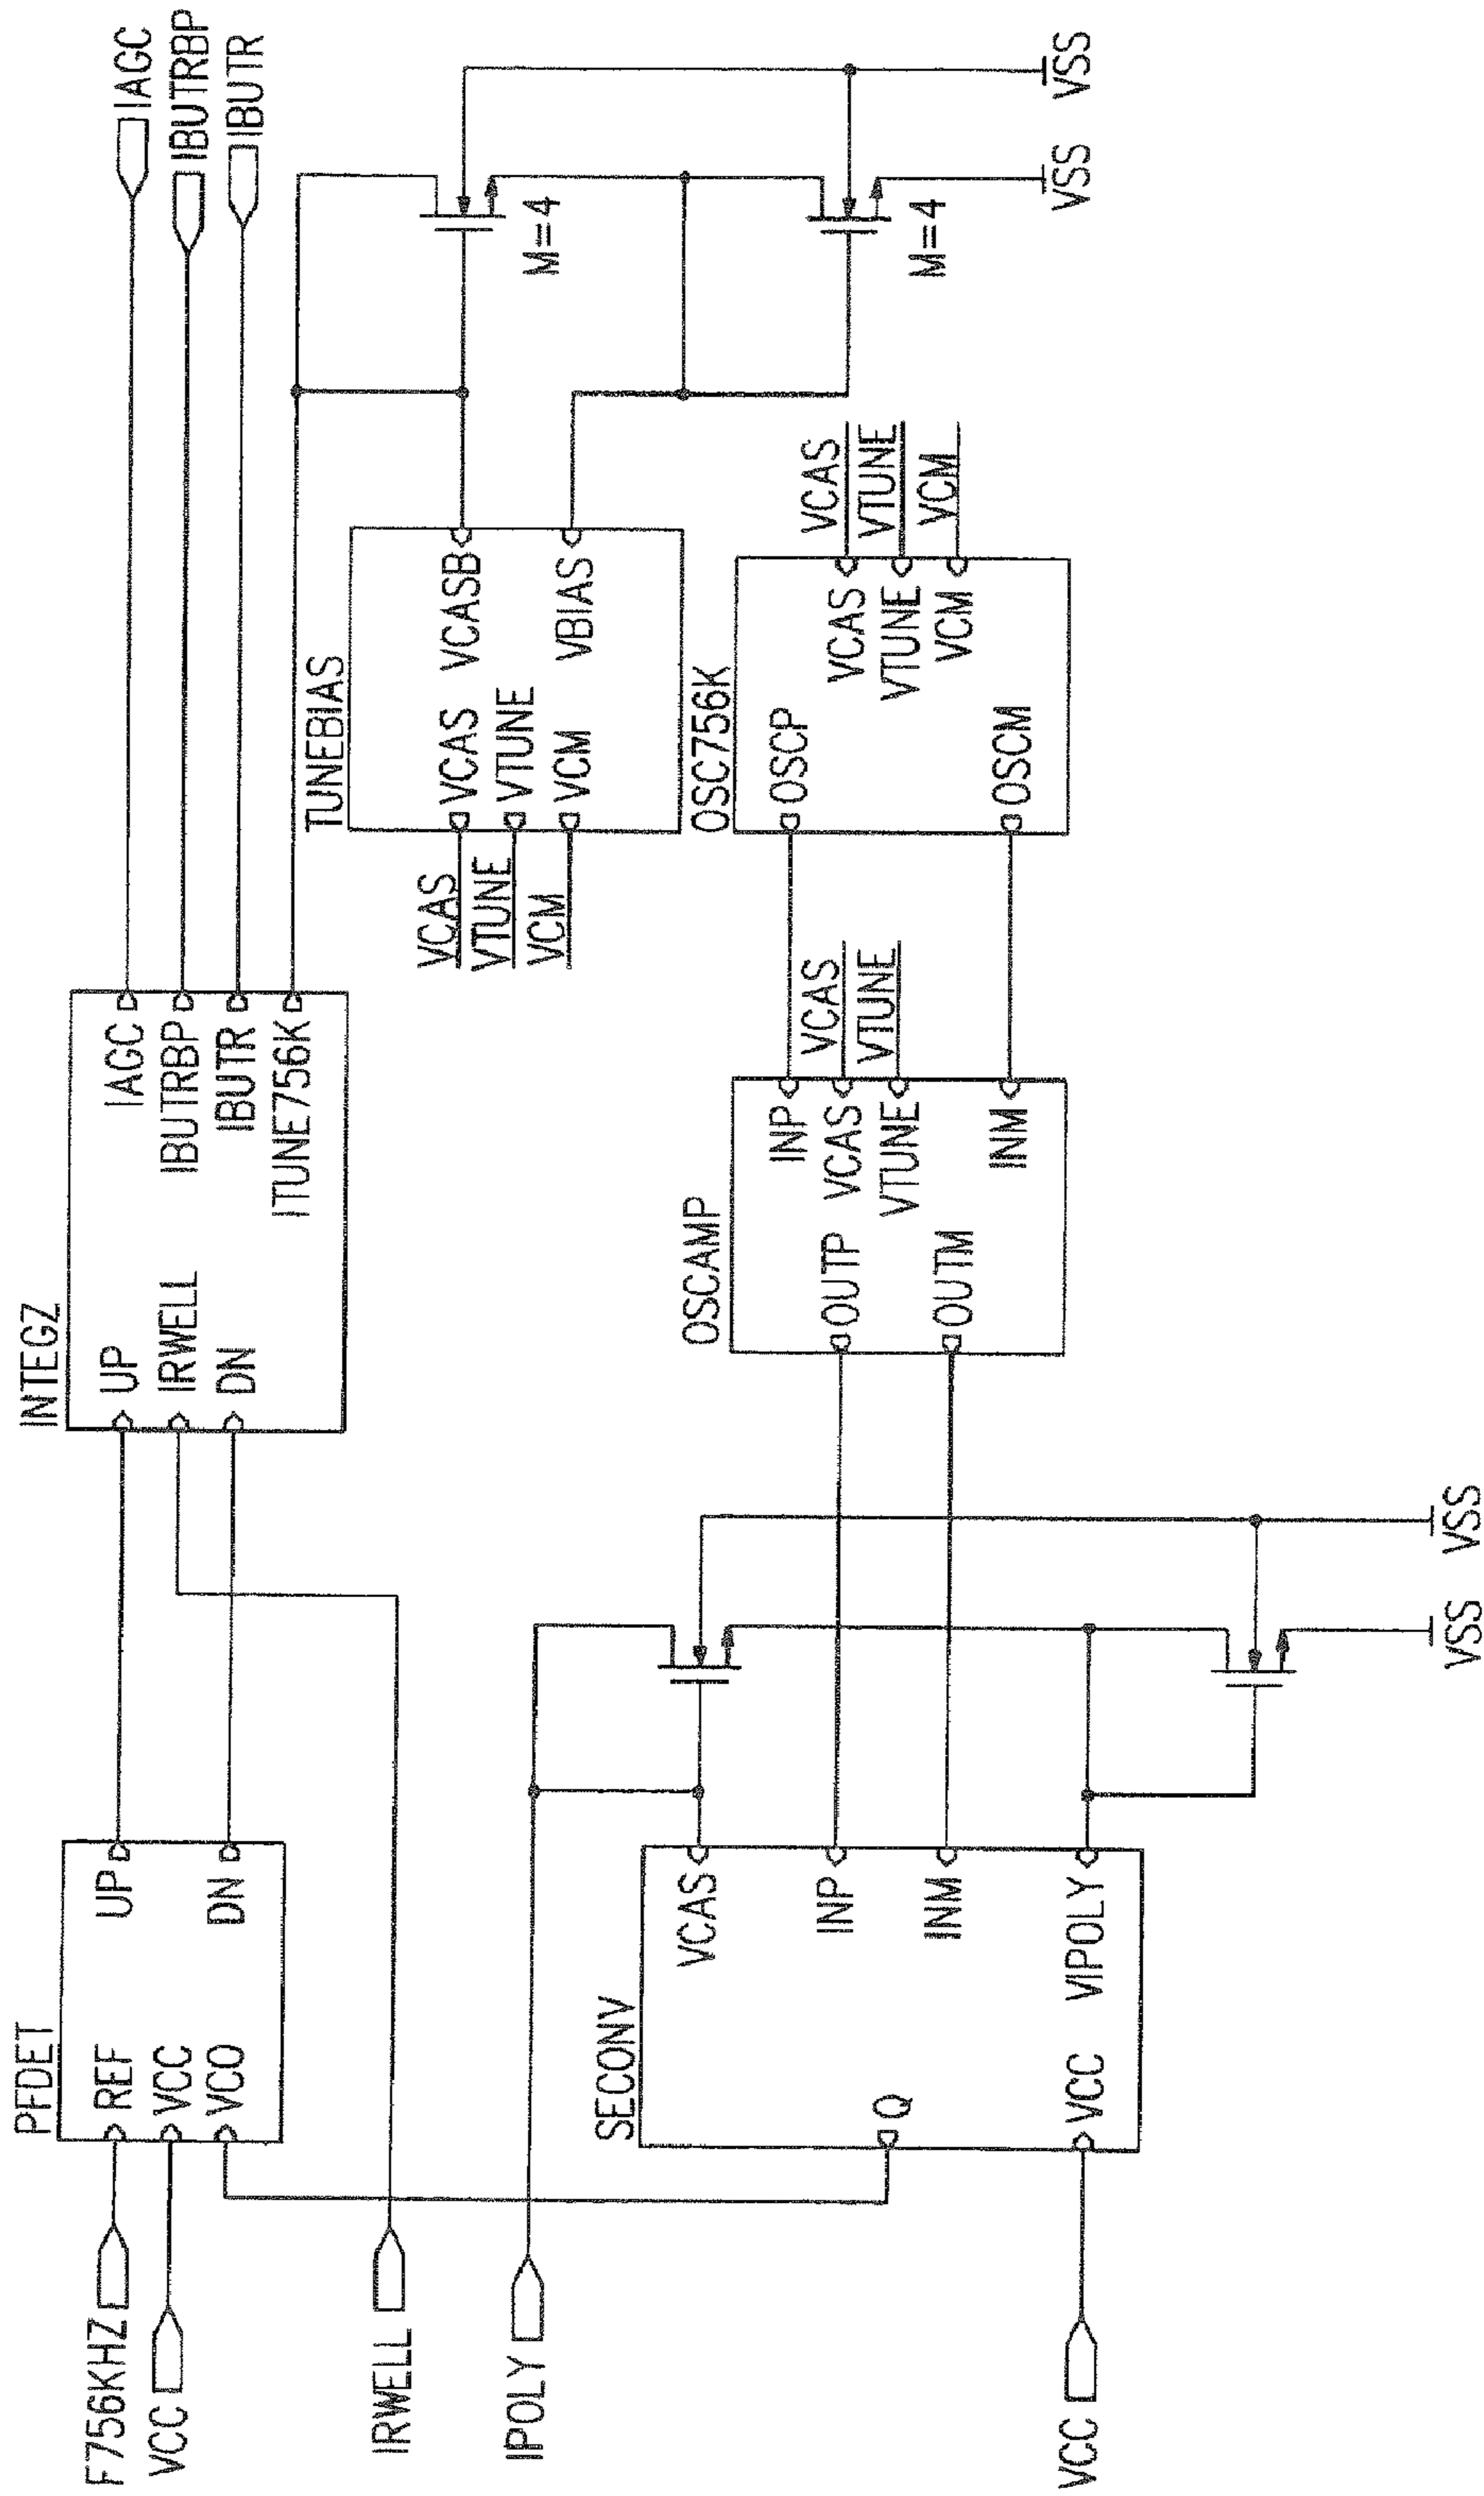 IAGC
IBUTRBP
IBUTR
INTEGZ
UP
IRWELL
DN
IAGC
IBUTRBP
IBUTR
ITUNE756K
PFDET
REF
VCC
VCO
UP
DN
F756KHZ
VCC
IRWELL
IPOLY
VCC
TUNEBIAS
VCAS
VTUNE
VCM
VCAS
VTUNE
VCM
VCASB
VBIAS
M=4
M=4
VSS
VSS
OSC756K
OSCP
OSCM
VCAS
VTUNE
VCM
VCAS
VTUNE
VCM
OSCAMP
OUTP
OUTM
INP
VCAS
VTUNE
INM
VCAS
VTUNE
SECONV
Q
VCC
VCAS
INP
INM
VIPOLY
VSS
VSS